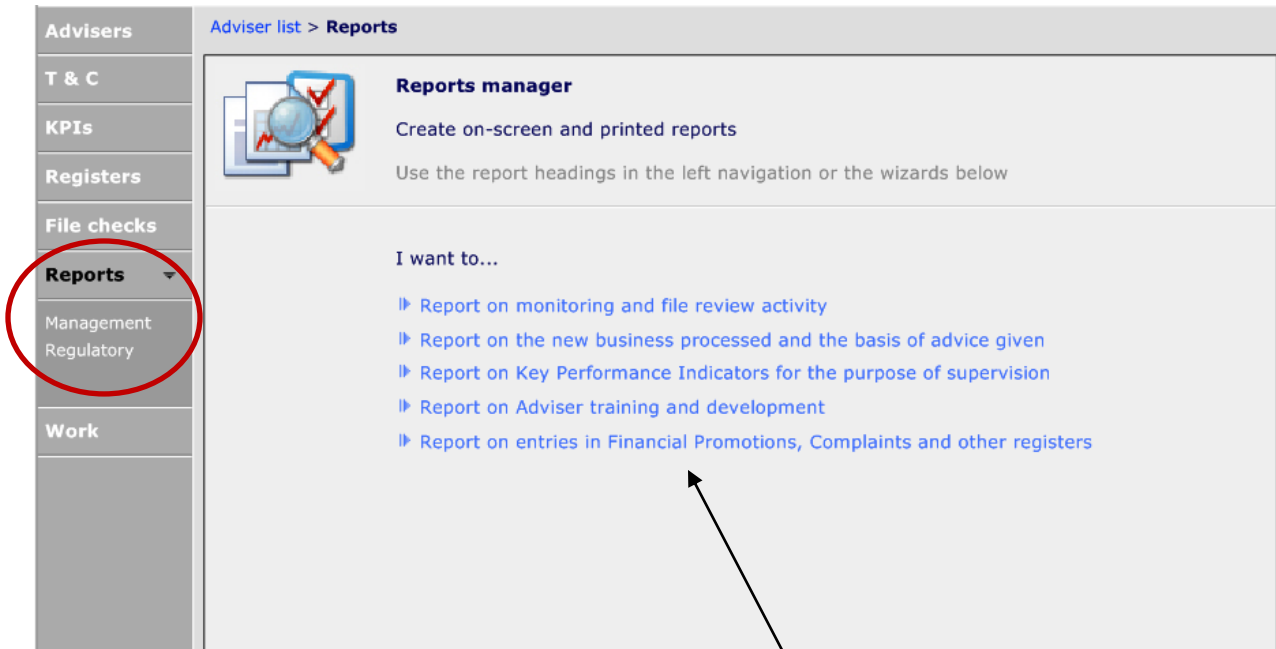 Advisers
T & C
KPIs
Registers
File checks
Reports
Management
Regulatory
Work
Adviser list > Reports
Reports manager
Create on-screen and printed reports
Use the report headings in the left navigation or the wizards below
I want to...
Report on monitoring and file review activity
Report on the new business processed and the basis of advice given
Report on Key Performance Indicators for the purpose of supervision
Report on Adviser training and development
Report on entries in Financial Promotions, Complaints and other registers